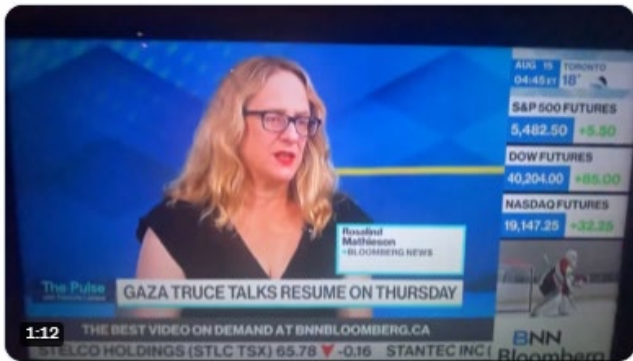 AUG 15 TORONTO
04:45 ET 18°
S&P 500 FUTURES
5,482.50 +5.50
DOW FUTURES
40,204.00 +85.00
NASDAQ FUTURES
19,147.25 +32.25
Rosalind
Mathieson
BLOOMBERG NEWS
The Pulse
GAZA TRUCE TALKS RESUME ON THURSDAY
1:12
THE BEST VIDEO ON DEMAND AT BNNBLOOMBERG.CA
BNN
Bloomberg
STELCO HOLDINGS (STLC TSX) 65.78 ▼ -0.16 STANTEC INC (